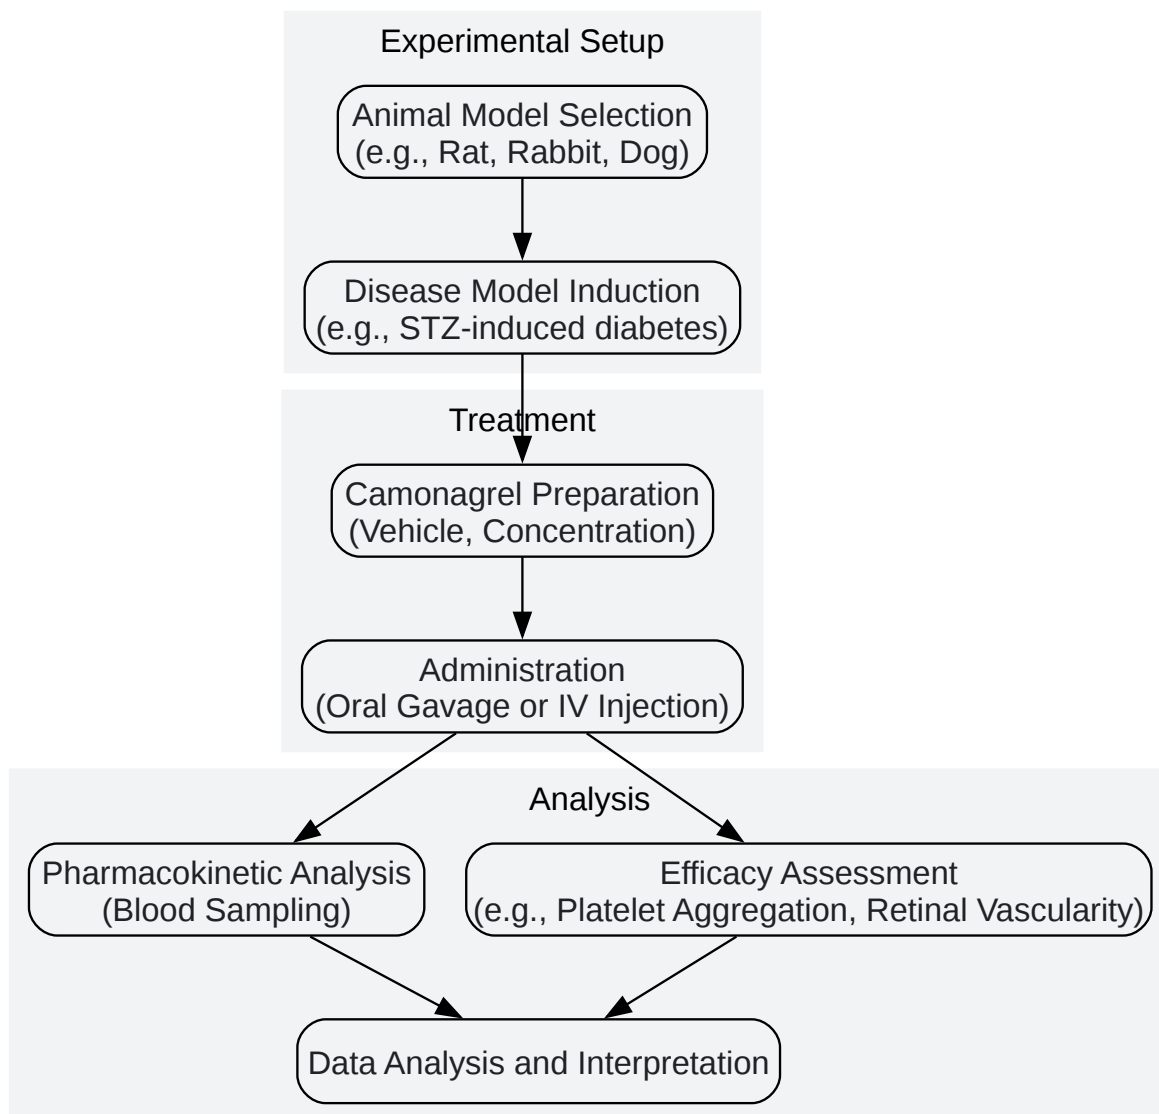 Experimental Setup
Animal Model Selection
(e.g., Rat, Rabbit, Dog)
Disease Model Induction
(e.g., STZ-induced diabetes)
Treatment
Camonagrel Preparation
(Vehicle, Concentration)
Administration
(Oral Gavage or IV Injection)
Analysis
Pharmacokinetic Analysis
(Blood Sampling)
Efficacy Assessment
(e.g., Platelet Aggregation, Retinal Vascularity)
Data Analysis and Interpretation